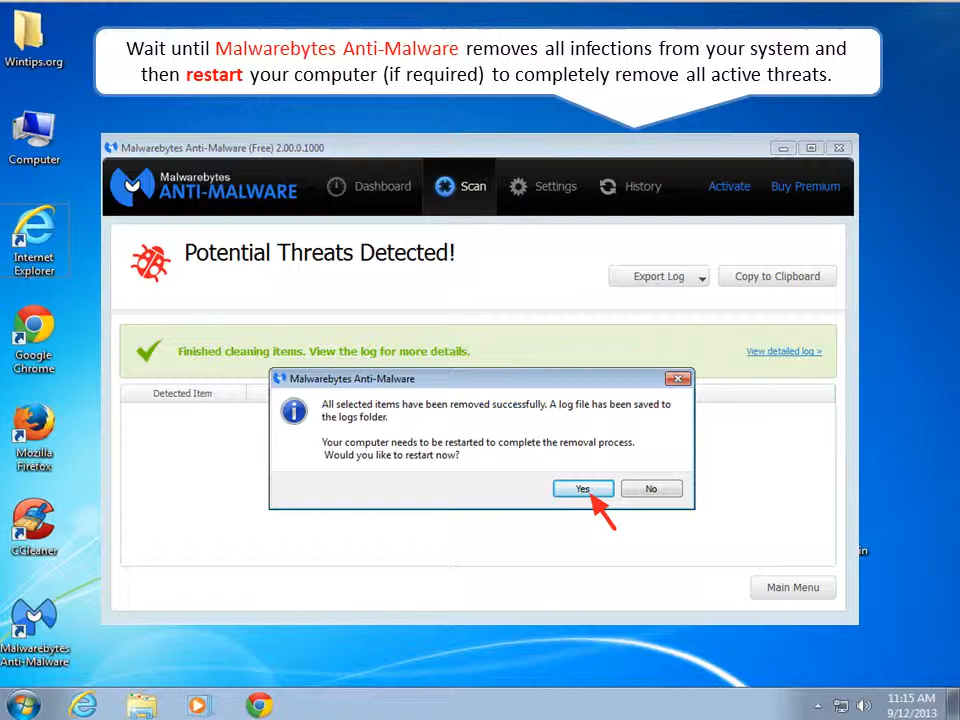 Wintips.org
Wait until Malwarebytes Anti-Malware removes all infections from your system and
then restart your computer (if required) to completely remove all active threats.
Computer
Internet
Explorer
Google
Chrome
Mozilla
Firefox
CCleaner
Malwarebytes
Anti-Malware
Malwarebytes Anti-Malware (Free) 2.00.0.1000
Malwarebytes
ANTI-MALWARE
Dashboard
Scan
Settings
History
Activate
Buy Premium
Potential Threats Detected!
Export Log
Copy to Clipboard
Finished cleaning items. View the log for more details.
View detailed log »
Detected Item
Malwarebytes Anti-Malware
All selected items have been removed successfully. A log file has been saved to
the logs folder.
Your computer needs to be restarted to complete the removal process.
Would you like to restart now?
Yes
No
in
Main Menu
11:15 AM
9/12/2013